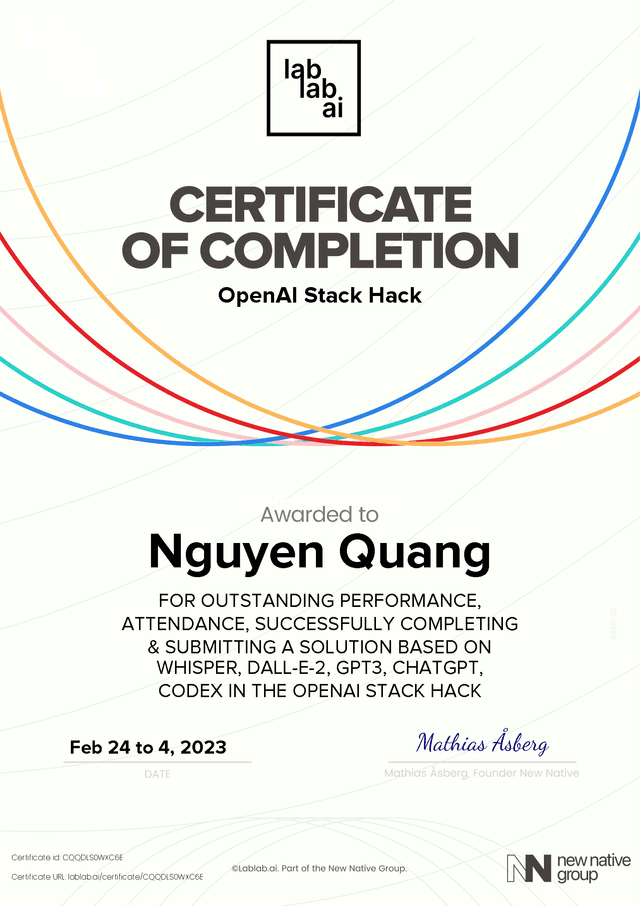 lab
lab
ai
CERTIFICATE
OF COMPLETION
OpenAI Stack Hack
Awarded to
Nguyen Quang
FOR OUTSTANDING PERFORMANCE,
ATTENDANCE, SUCCESSFULLY COMPLETING
& SUBMITTING A SOLUTION BASED ON
WHISPER, DALL-E-2, GPT3, CHATGPT,
CODEX IN THE OPENAI STACK HACK
Feb 24 to 4, 2023
DATE
Mathias Åsberg
Mathias Åsberg, Founder New Native
Certificate id: CQQDLS0WXC6E
Certificate URL: lablab.ai/certificate/CQQDLS0WXC6E
©Lablab.ai. Part of the New Native Group.
new native
group